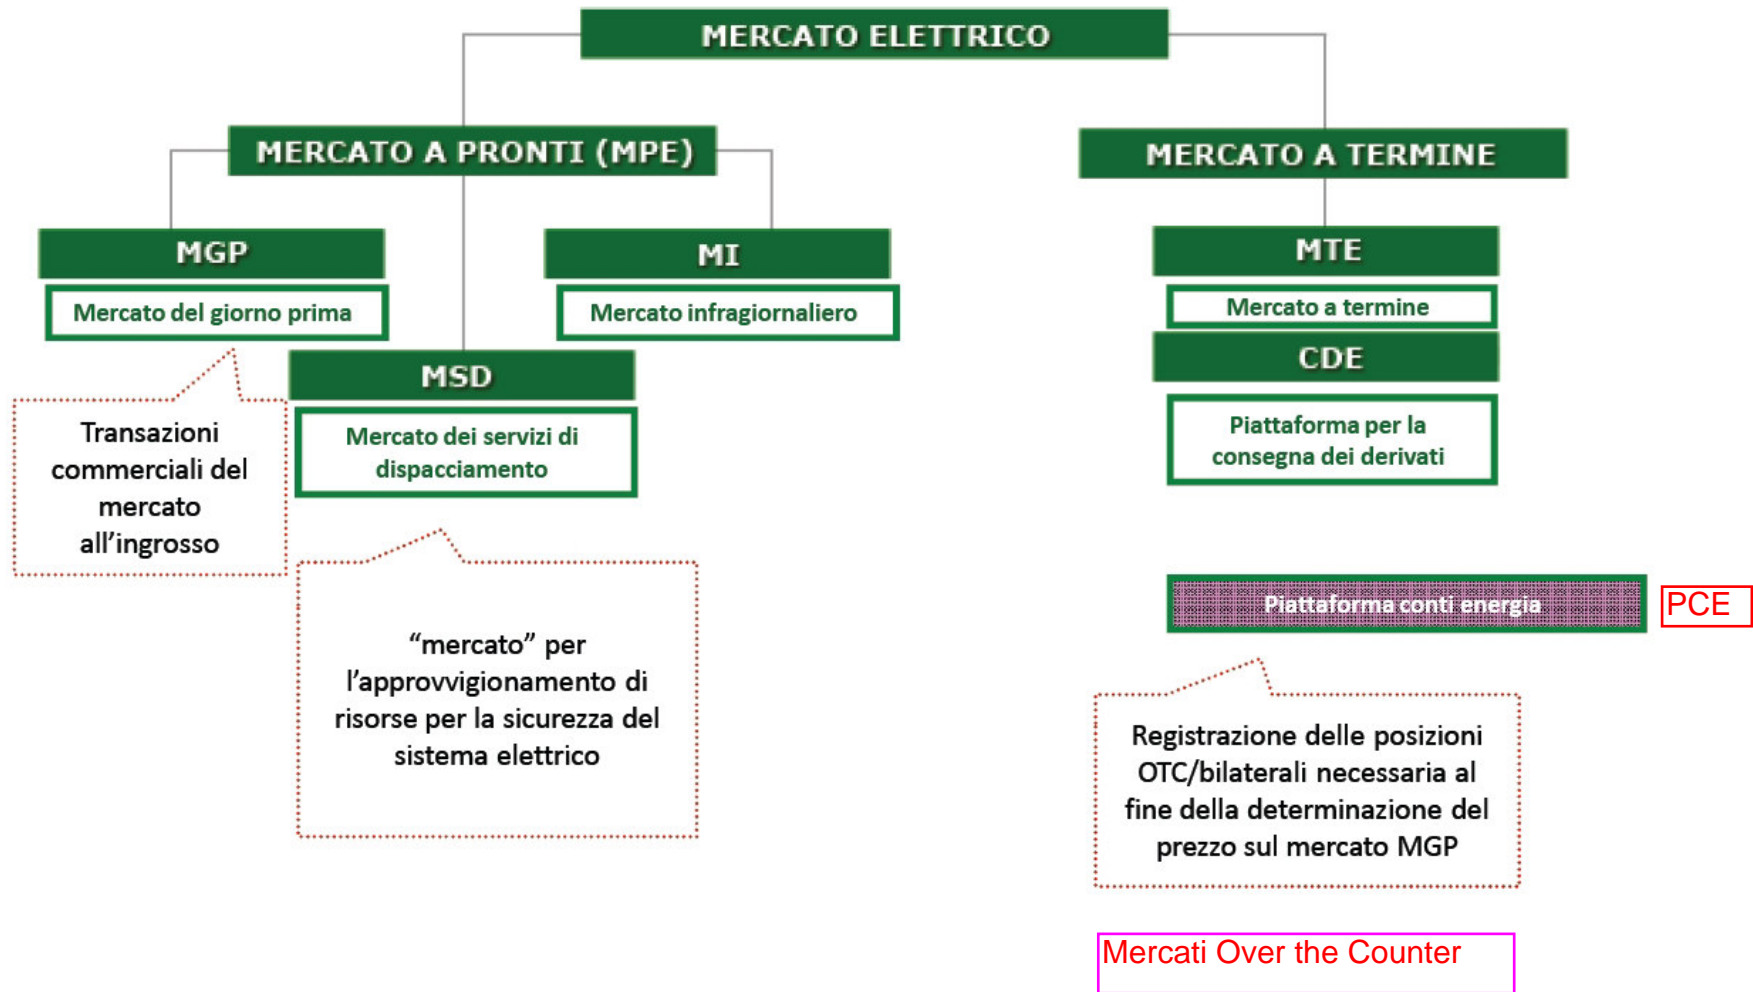 MERCATO ELETTRICO
MERCATO A PRONTI (MPE)
MERCATO A TERMINE
MGP
Mercato del giorno prima
MI
Mercato infragiornaliero
MTE
Mercato a termine
CDE
Piattaforma per la
consegna dei derivati
MSD
Mercato dei servizi di
dispacciamento
Transazioni
commerciali del
mercato
all’ingrosso
“mercato” per
l’approvvigionamento di
risorse per la sicurezza del
sistema elettrico
Piattaforma conti energia
PCE
Registrazione delle posizioni
OTC/bilaterali necessaria al
fine della determinazione del
prezzo sul mercato MGP
Mercati Over the Counter